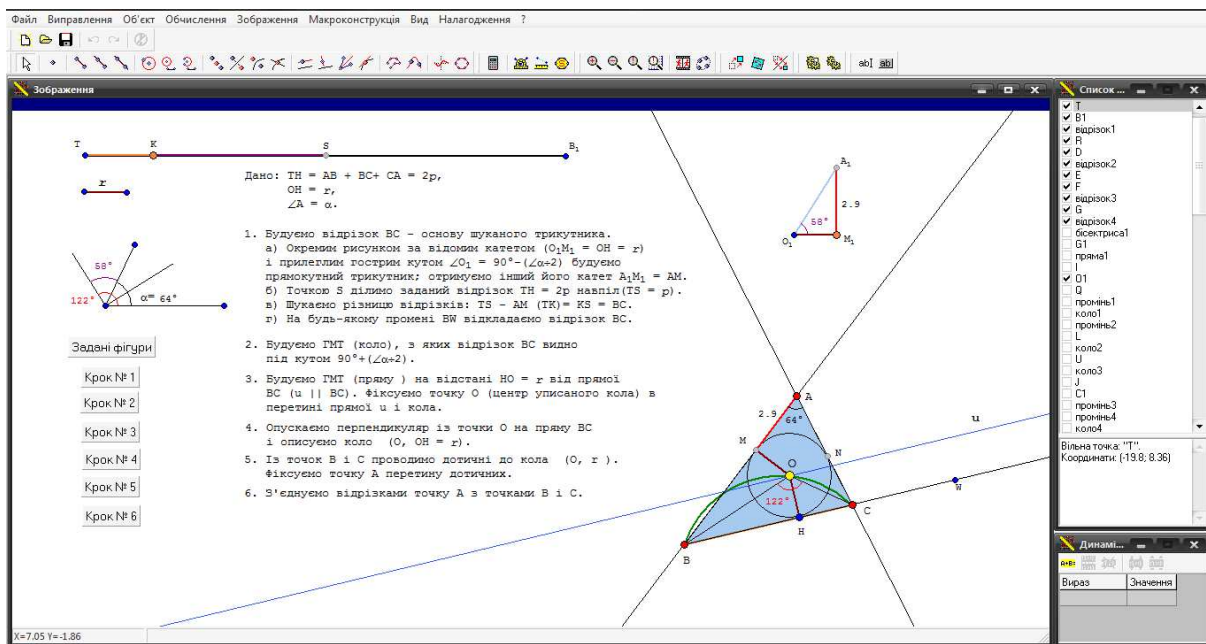 Файл Виправлення Об'єкт Обчислення Зображення Макроконструкція Вид Налагодження ?
abI ab
Зображення
T K S B1
r
Дано: TH = AB + BC+ CA = 2p,
OH = r,
∠A = α.
1. Будуємо відрізок BC – основу шуканого трикутника.
а) Окремим рисунком за відомим катетом (O1M1 = OH = r)
і прилеглим гострим кутом ∠O1 = 90°-(∠α÷2) будуємо
прямокутний трикутник; отримуємо інший його катет A1M1 = AM.
б) Точкою S ділимо заданий відрізок TH = 2p навпіл(TS = p).
в) Шукаємо різницю відрізків: TS - AM (TK)= KS = BC.
г) На будь-якому промені BW відкладаємо відрізок BC.
2. Будуємо ГМТ (коло), з яких відрізок BC видно
під кутом 90°+(∠α÷2).
3. Будуємо ГМТ (пряму ) на відстані HO = r від прямої
BC (u || BC). Фіксуємо точку O (центр уписаного кола) в
перетині прямої u і кола.
4. Опускаємо перпендикуляр із точки O на пряму BC
і описуємо коло (O, OH = r).
5. Із точок B і C проводимо дотичні до кола (O, r ).
Фіксуємо точку A перетину дотичних.
6. З'єднуємо відрізками точку A з точками B і C.
58°
122°
α= 64°
Задані фігури
Крок № 1
Крок № 2
Крок № 3
Крок № 4
Крок № 5
Крок № 6
A1
2.9
58°
O1 M1
A
2.9
64°
u
M
N
O
122°
W
C
H
B
X=7.05 Y=-1.86
Список ...
T
B1
відрізок1
R
D
відрізок2
E
F
відрізок3
G
відрізок4
бісектриса1
G1
пряма1
I
O1
Q
промінь1
коло1
промінь2
L
коло2
U
коло3
J
C1
промінь3
промінь4
коло4
Вільна точка: "T".
Координати: (-19.8; 8.36)
Динамі...
Вираз Значення